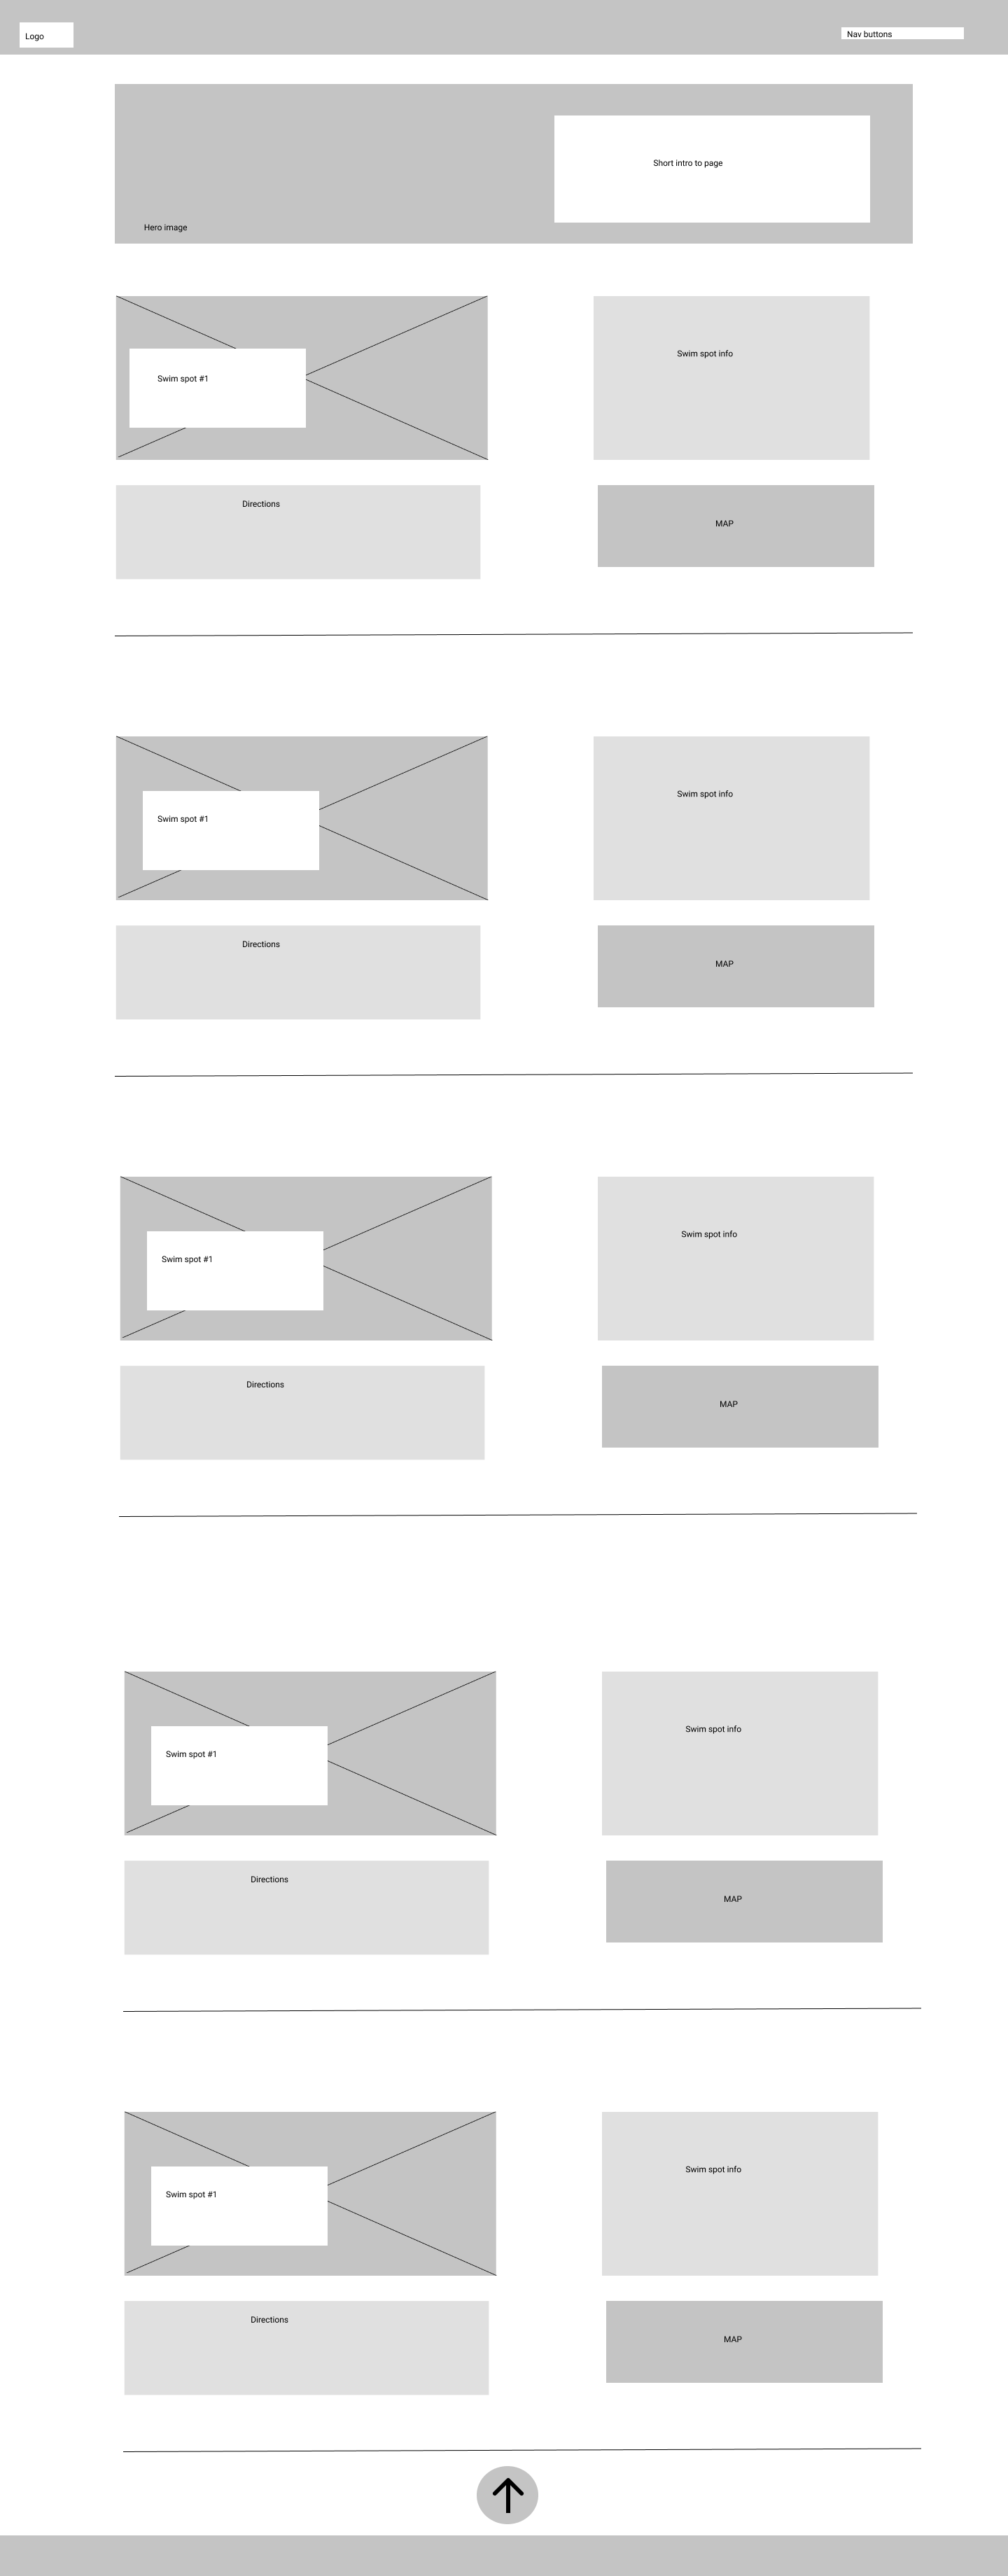 Logo
Nav buttons
Short intro to page
Hero image
Swim spot #1
Swim spot info
Directions
MAP
Swim spot #1
Swim spot info
Directions
MAP
Swim spot #1
Swim spot info
Directions
MAP
Swim spot #1
Swim spot info
Directions
MAP
Swim spot #1
Swim spot info
Directions
MAP